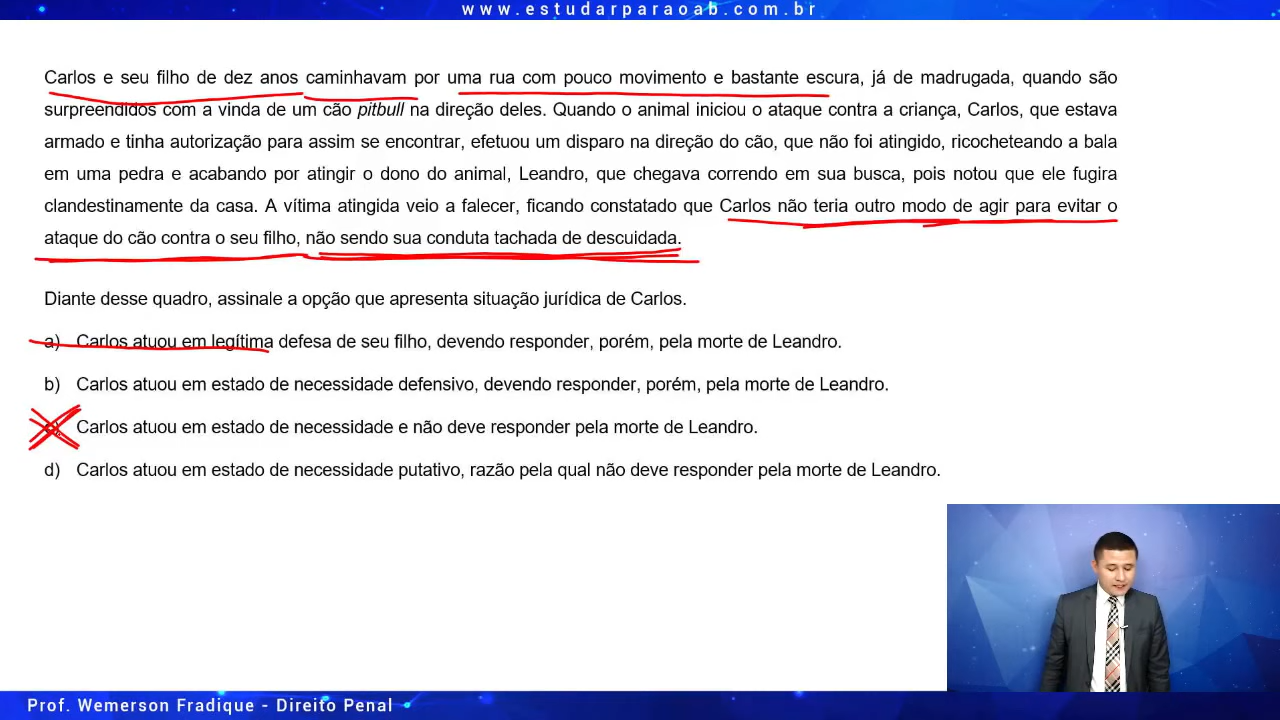 www.estudarparaoab.com.br
Carlos e seu filho de dez anos caminhavam por uma rua com pouco movimento e bastante escura, já de madrugada, quando são
surpreendidos com a vinda de um cão pitbull na direção deles. Quando o animal iniciou o ataque contra a criança, Carlos, que estava
armado e tinha autorização para assim se encontrar, efetuou um disparo na direção do cão, que não foi atingido, ricocheteando a bala
em uma pedra e acabando por atingir o dono do animal, Leandro, que chegava correndo em sua busca, pois notou que ele fugira
clandestinamente da casa. A vítima atingida veio a falecer, ficando constatado que Carlos não teria outro modo de agir para evitar o
ataque do cão contra o seu filho, não sendo sua conduta tachada de descuidada.
Diante desse quadro, assinale a opção que apresenta situação jurídica de Carlos.
a) Carlos atuou em legítima defesa de seu filho, devendo responder, porém, pela morte de Leandro.
b) Carlos atuou em estado de necessidade defensivo, devendo responder, porém, pela morte de Leandro.
Carlos atuou em estado de necessidade e não deve responder pela morte de Leandro.
d) Carlos atuou em estado de necessidade putativo, razão pela qual não deve responder pela morte de Leandro.
Prof. Wemerson Fradique - Direito Penal